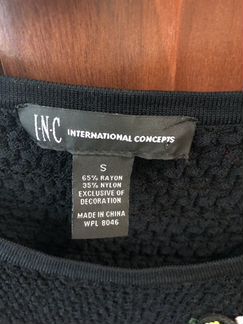 I·N·C INTERNATIONAL CONCEPTS
S
65% RAYON
35% NYLON
EXCLUSIVE OF
DECORATION
MADE IN CHINA
WPL 8046